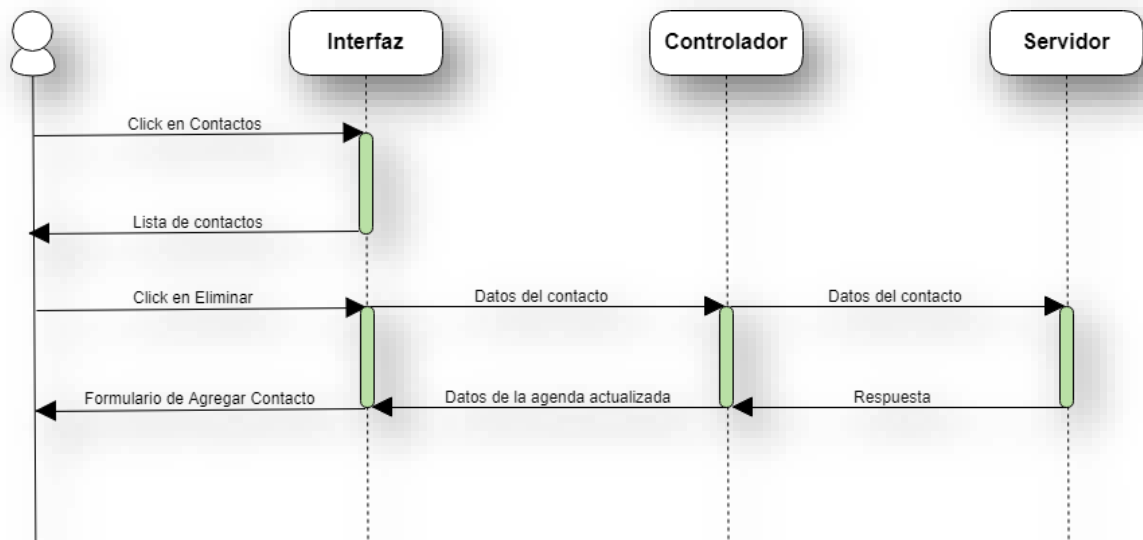 Interfaz
Controlador
Servidor
Click en Contactos
Lista de contactos
Click en Eliminar
Datos del contacto
Datos del contacto
Formulario de Agregar Contacto
Datos de la agenda actualizada
Respuesta